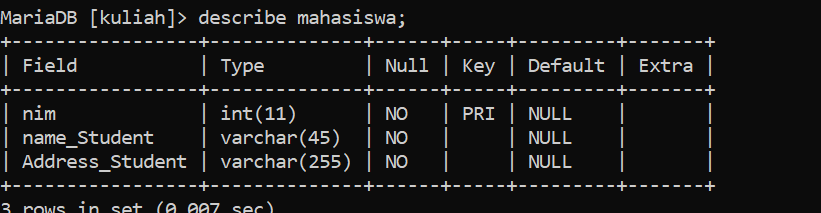 MariaDB [kuliah]> describe mahasiswa;
+-----------------+--------------+------+-----+---------+-------+
| Field           | Type         | Null | Key | Default | Extra |
+-----------------+--------------+------+-----+---------+-------+
| nim             | int(11)      | NO   | PRI | NULL    |       |
| name_Student    | varchar(45)  | NO   |     | NULL    |       |
| Address_Student | varchar(255) | NO   |     | NULL    |       |
+-----------------+--------------+------+-----+---------+-------+
3 rows in set (0.007 sec)